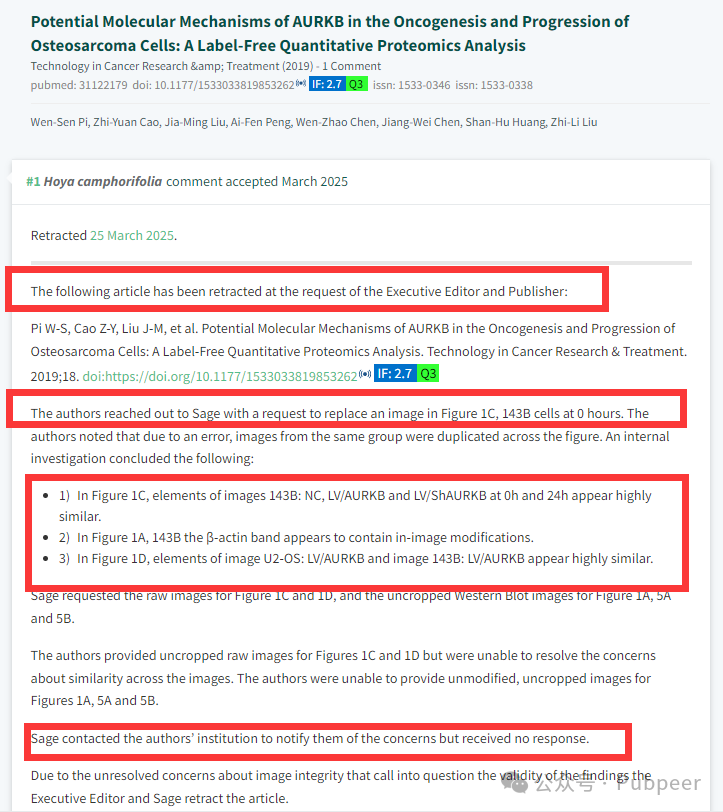 Potential Molecular Mechanisms of AURKB in the Oncogenesis and Progression of
Osteosarcoma Cells: A Label-Free Quantitative Proteomics Analysis
Technology in Cancer Research &amp; Treatment (2019) - 1 Comment
pubmed: 31122179 doi: 10.1177/1533033819853262 IF: 2.7 Q3 issn: 1533-0346 issn: 1533-0338
Wen-Sen Pi, Zhi-Yuan Cao, Jia-Ming Liu, Ai-Fen Peng, Wen-Zhao Chen, Jiang-Wei Chen, Shan-Hu Huang, Zhi-Li Liu
#1 Hoya camphorifolia comment accepted March 2025
Retracted 25 March 2025.
The following article has been retracted at the request of the Executive Editor and Publisher:
Pi W-S, Cao Z-Y, Liu J-M, et al. Potential Molecular Mechanisms of AURKB in the Oncogenesis and Progression of
Osteosarcoma Cells: A Label-Free Quantitative Proteomics Analysis. Technology in Cancer Research & Treatment.
2019;18. doi:https://doi.org/10.1177/1533033819853262 IF: 2.7 Q3
The authors reached out to Sage with a request to replace an image in Figure 1C, 143B cells at 0 hours. The
authors noted that due to an error, images from the same group were duplicated across the figure. An internal
investigation concluded the following:
• 1) In Figure 1C, elements of images 143B: NC, LV/AURKB and LV/ShAURKB at 0h and 24h appear highly
similar.
• 2) In Figure 1A, 143B the β-actin band appears to contain in-image modifications.
• 3) In Figure 1D, elements of image U2-OS: LV/AURKB and image 143B: LV/AURKB appear highly similar.
Sage requested the raw images for Figure 1C and 1D, and the uncropped Western Blot images for Figure 1A, 5A
and 5B.
The authors provided uncropped raw images for Figures 1C and 1D but were unable to resolve the concerns
about similarity across the images. The authors were unable to provide unmodified, uncropped images for
Figures 1A, 5A and 5B.
Sage contacted the authors' institution to notify them of the concerns but received no response.
Due to the unresolved concerns about image integrity that call into question the validity of the findings the
Executive Editor and Sage retract the article.
公众号 · Pubpeer